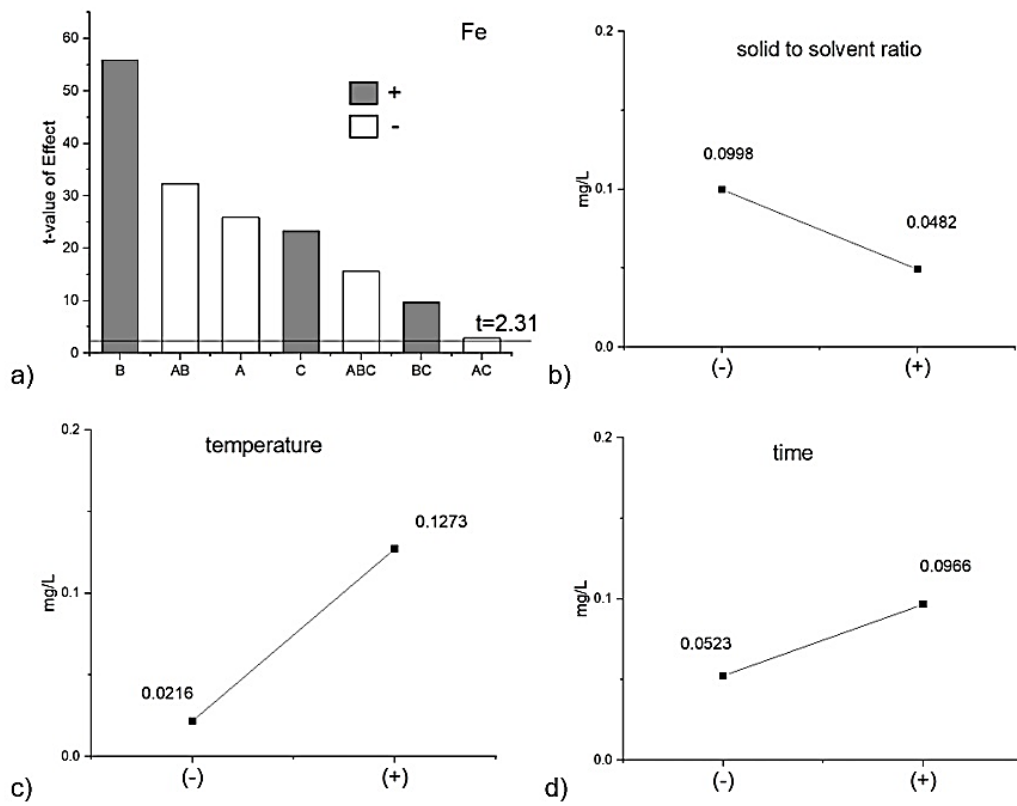 Fe
60
50
40
30
20
10
0
t-value of Effect
+
-
t=2.31
B AB A C ABC BC AC
a)
solid to solvent ratio
0.2
0.1
0.0
mg/L
0.0998
0.0482
(-) (+)
b)
temperature
0.2
0.1
0.0
mg/L
0.1273
0.0216
(-) (+)
c)
time
0.2
0.1
0.0
mg/L
0.0966
0.0523
(-) (+)
d)